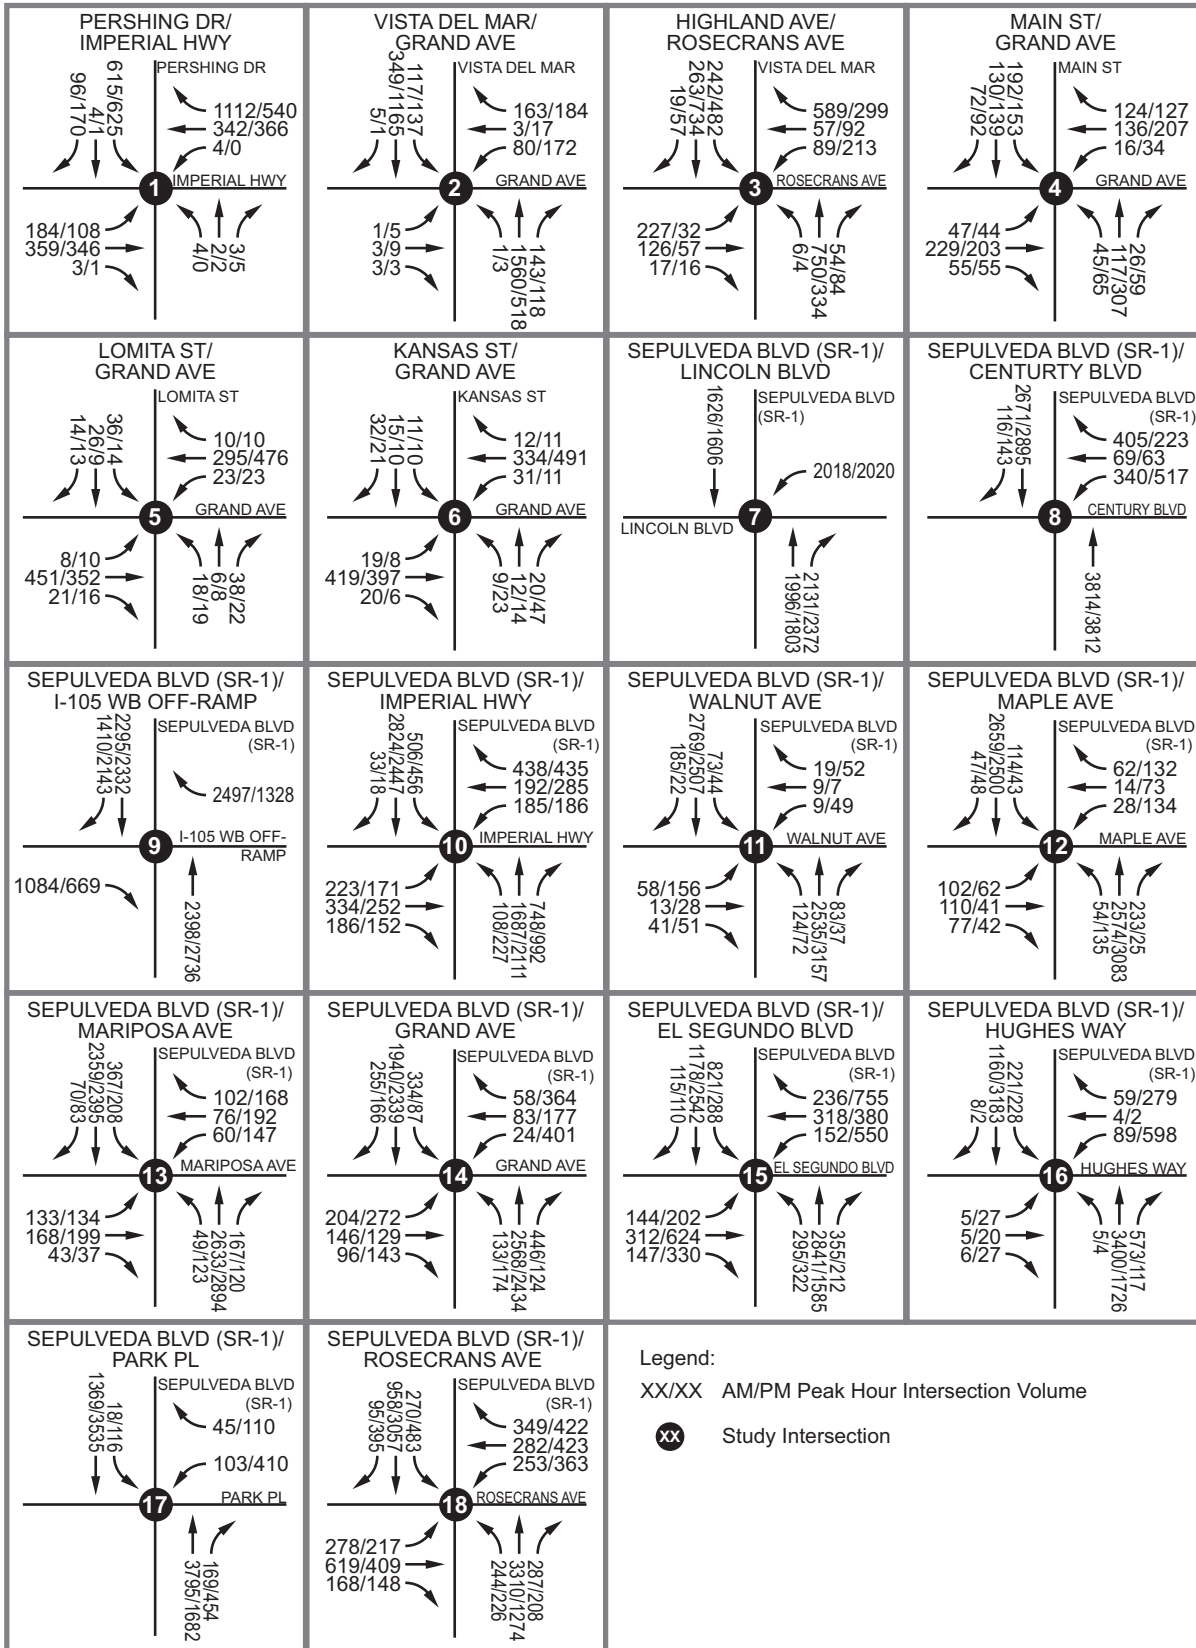 PERSHING DR/
IMPERIAL HWY
PERSHING DR
96/170
4/1
615/625
1112/540
342/366
4/0
1
IMPERIAL HWY
184/108
359/346
3/1
4/0
2/2
3/5
VISTA DEL MAR/
GRAND AVE
VISTA DEL MAR
5/1
349/1165
117/137
163/184
3/17
80/172
2
GRAND AVE
1/5
3/9
3/3
1/3
1560/518
143/118
HIGHLAND AVE/
ROSECRANS AVE
VISTA DEL MAR
19/57
263/734
242/482
589/299
57/92
89/213
3
ROSECRANS AVE
227/32
126/57
17/16
6/4
750/334
54/84
MAIN ST/
GRAND AVE
MAIN ST
72/92
130/139
192/153
124/127
136/207
16/34
4
GRAND AVE
47/44
229/203
55/55
45/65
117/307
26/59
LOMITA ST/
GRAND AVE
LOMITA ST
14/13
26/9
36/14
10/10
295/476
23/23
5
GRAND AVE
8/10
451/352
21/16
18/19
6/8
38/22
KANSAS ST/
GRAND AVE
KANSAS ST
32/21
15/10
11/10
12/11
334/491
31/11
6
GRAND AVE
19/8
419/397
20/6
9/23
12/14
20/47
SEPULVEDA BLVD (SR-1)/
LINCOLN BLVD
SEPULVEDA BLVD
(SR-1)
1626/1606
2018/2020
7
LINCOLN BLVD
1996/1803
2131/2372
SEPULVEDA BLVD (SR-1)/
CENTURTY BLVD
SEPULVEDA BLVD
(SR-1)
116/143
2671/2895
405/223
69/63
340/517
8
CENTURY BLVD
3814/3812
SEPULVEDA BLVD (SR-1)/
I-105 WB OFF-RAMP
SEPULVEDA BLVD
(SR-1)
1410/2143
2295/2332
2497/1328
9
I-105 WB OFF-
RAMP
1084/669
2398/2736
SEPULVEDA BLVD (SR-1)/
IMPERIAL HWY
SEPULVEDA BLVD
(SR-1)
33/18
2824/2447
506/456
438/435
192/285
185/186
10
IMPERIAL HWY
223/171
334/252
186/152
108/227
1687/2111
748/992
SEPULVEDA BLVD (SR-1)/
WALNUT AVE
SEPULVEDA BLVD
(SR-1)
185/22
2769/2507
73/44
19/52
9/7
9/49
11
WALNUT AVE
58/156
13/28
41/51
124/72
2535/3157
83/37
SEPULVEDA BLVD (SR-1)/
MAPLE AVE
SEPULVEDA BLVD
(SR-1)
47/48
2659/2500
114/43
62/132
14/73
28/134
12
MAPLE AVE
102/62
110/41
77/42
54/135
2574/3083
233/25
SEPULVEDA BLVD (SR-1)/
MARIPOSA AVE
SEPULVEDA BLVD
(SR-1)
70/83
2359/2395
367/208
102/168
76/192
60/147
13
MARIPOSA AVE
133/134
168/199
43/37
49/123
2633/2894
167/120
SEPULVEDA BLVD (SR-1)/
GRAND AVE
SEPULVEDA BLVD
(SR-1)
255/166
1940/2339
334/87
58/364
83/177
24/401
14
GRAND AVE
204/272
146/129
96/143
133/174
2568/2434
446/124
SEPULVEDA BLVD (SR-1)/
EL SEGUNDO BLVD
SEPULVEDA BLVD
(SR-1)
115/110
1178/2542
821/288
236/755
318/380
152/550
15
EL SEGUNDO BLVD
144/202
312/624
147/330
295/322
2841/1585
355/212
SEPULVEDA BLVD (SR-1)/
HUGHES WAY
SEPULVEDA BLVD
(SR-1)
8/2
1160/3183
221/228
59/279
4/2
89/598
16
HUGHES WAY
5/27
5/20
6/27
5/4
3400/1726
573/117
SEPULVEDA BLVD (SR-1)/
PARK PL
SEPULVEDA BLVD
(SR-1)
1369/3535
18/116
45/110
103/410
17
PARK PL
3795/1682
169/454
SEPULVEDA BLVD (SR-1)/
ROSECRANS AVE
SEPULVEDA BLVD
(SR-1)
95/395
958/3057
270/483
349/422
282/423
253/363
18
ROSECRANS AVE
278/217
619/409
168/148
244/226
3310/1274
287/208
Legend:
XX/XX AM/PM Peak Hour Intersection Volume
XX Study Intersection